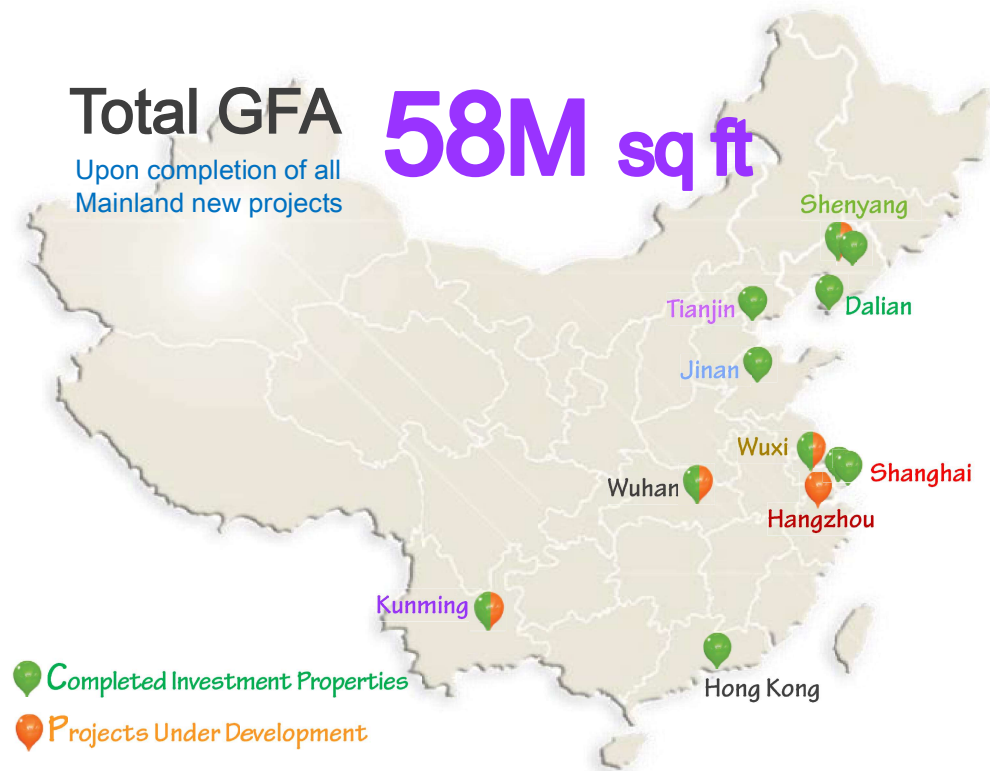 Total GFA
58M sq ft
Upon completion of all
Mainland new projects
Shenyang
Tianjin
Dalian
Jinan
Wuxi
Shanghai
Wuhan
Hangzhou
Kunming
Completed Investment Properties
Hong Kong
Projects Under Development